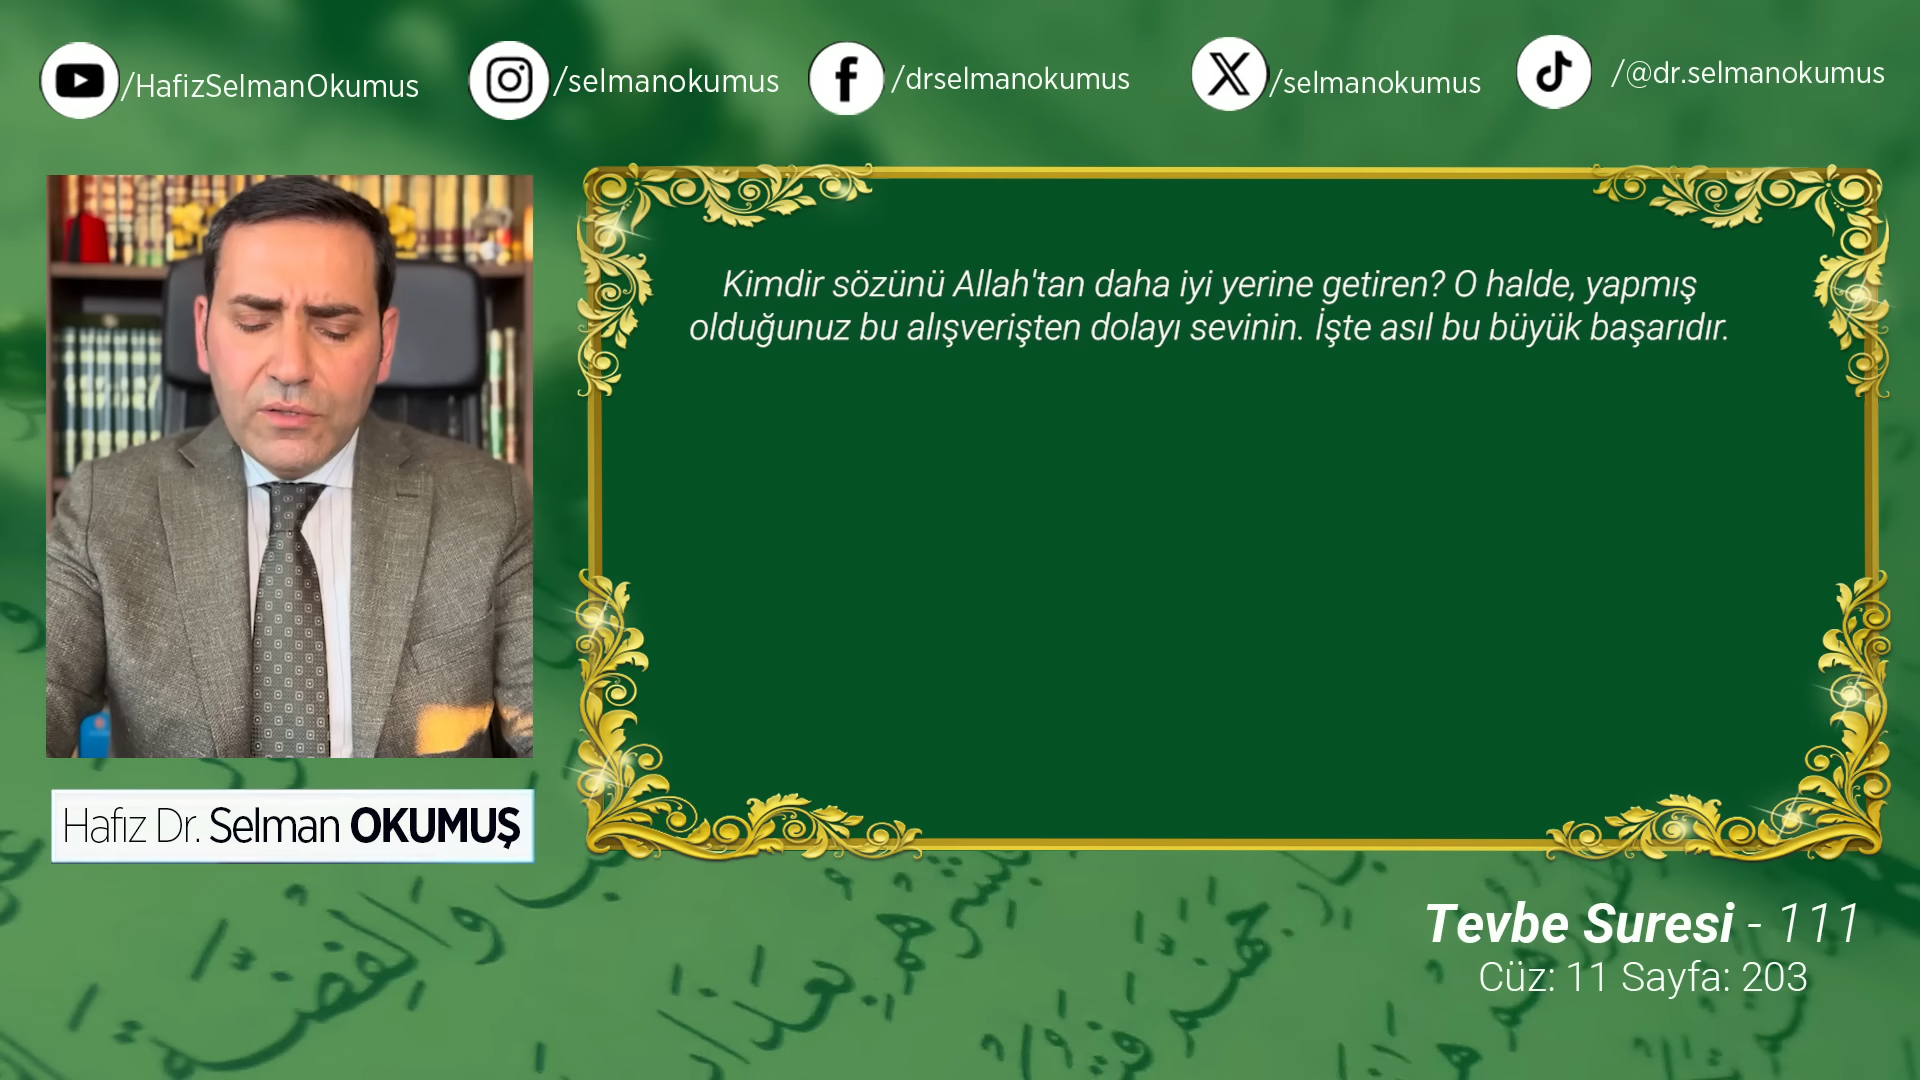 /HafizSelmanOkumus
/selmanokumus
/drselmanokumus
/selmanokumus
/@dr.selmanokumus
Kimdir sözünü Allah'tan daha iyi yerine getiren? O halde, yapmış
olduğunuz bu alışverişten dolayı sevinin. İşte asıl bu büyük başarıdır.
Hafız Dr. Selman OKUMUŞ
Tevbe Suresi - 111
Cüz: 11 Sayfa: 203